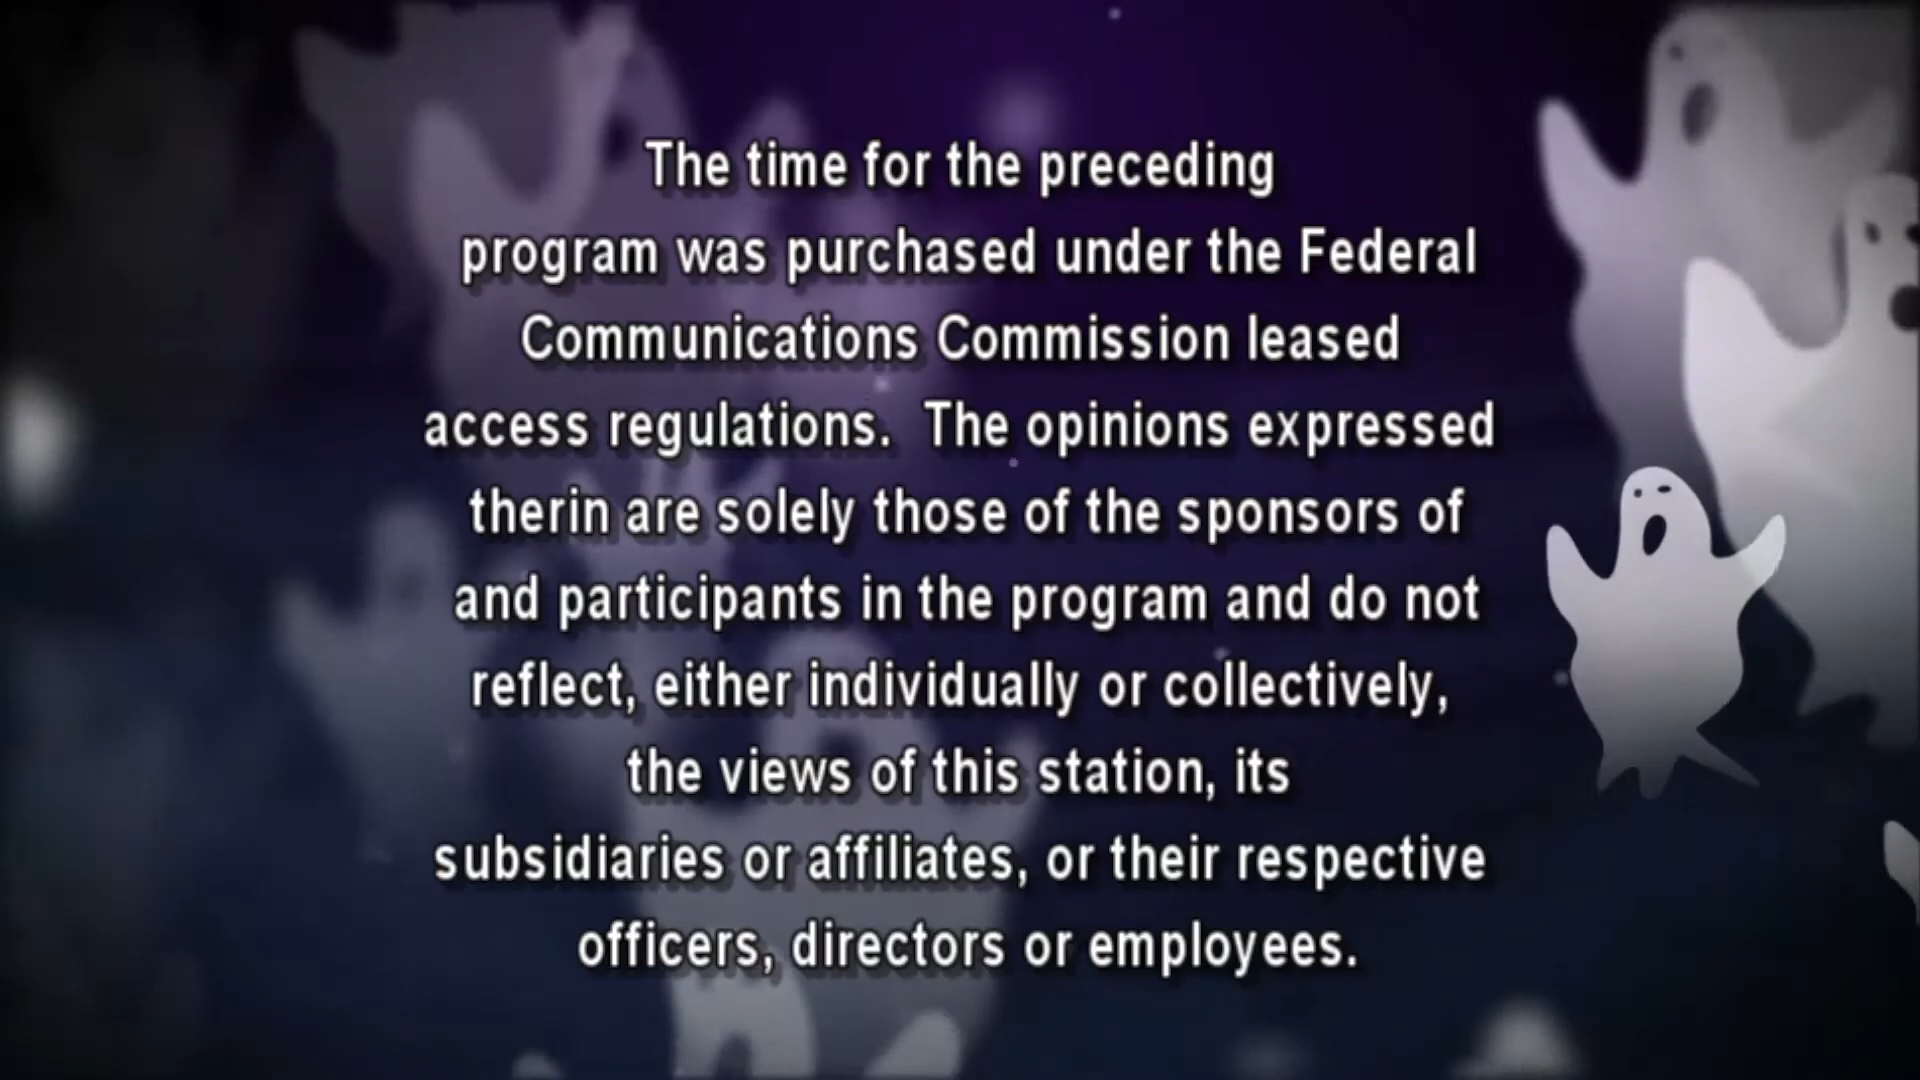 The time for the preceding
program was purchased under the Federal
Communications Commission leased
access regulations.  The opinions expressed
therin are solely those of the sponsors of
and participants in the program and do not
reflect, either individually or collectively,
the views of this station, its
subsidiaries or affiliates, or their respective
officers, directors or employees.